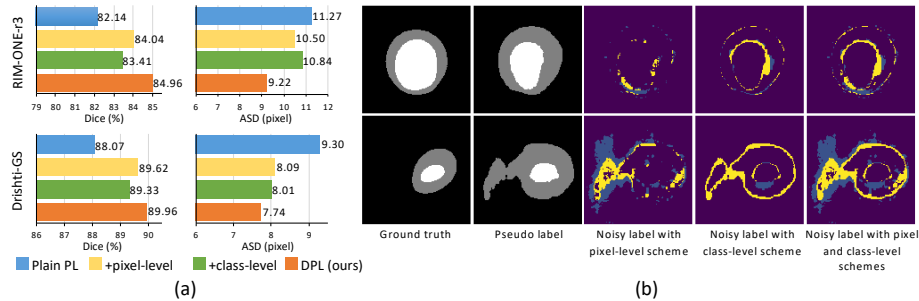 RIM-ONE-r3
82.14
84.04
83.41
84.96
79 80 81 82 83 84 85
Dice (%)
11.27
10.50
10.84
9.22
6 7 8 9 10 11 12
ASD (pixel)
Drishti-GS
88.07
89.62
89.33
89.96
86 87 88 89 90
Dice (%)
9.30
8.09
8.01
7.74
6 7 8 9
ASD (pixel)
Plain PL +pixel-level +class-level DPL (ours)
(a)
Ground truth
Pseudo label
Noisy label with
pixel-level scheme
Noisy label with
class-level scheme
Noisy label with pixel
and class-level
schemes
(b)